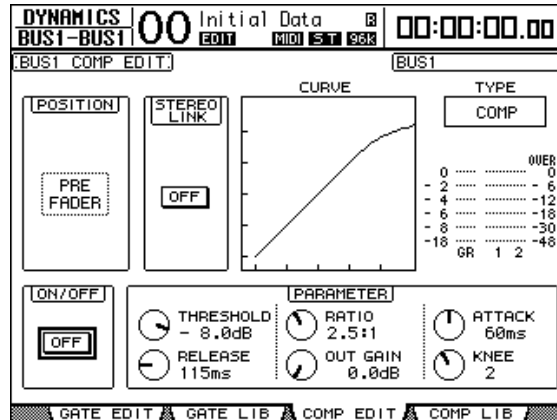 DYNAMICS
BUS1-BUS1
00
Initial Data
EDIT
MIDI S.T 96K
00:00:00.00
BUS1 COMP EDIT
BUS1
POSITION
PRE
FADER
STEREO
LINK
OFF
CURVE
TYPE
COMP
OVER
0 0
- 2 - 6
- 4 -12
- 6 -18
- 8 -30
-18 -48
GR 1 2
ON/OFF
OFF
PARAMETER
THRESHOLD
- 8.0dB
RATIO
2.5:1
ATTACK
60ms
RELEASE
115ms
OUT GAIN
0.0dB
KNEE
2
GATE EDIT GATE LIB COMP EDIT COMP LIB